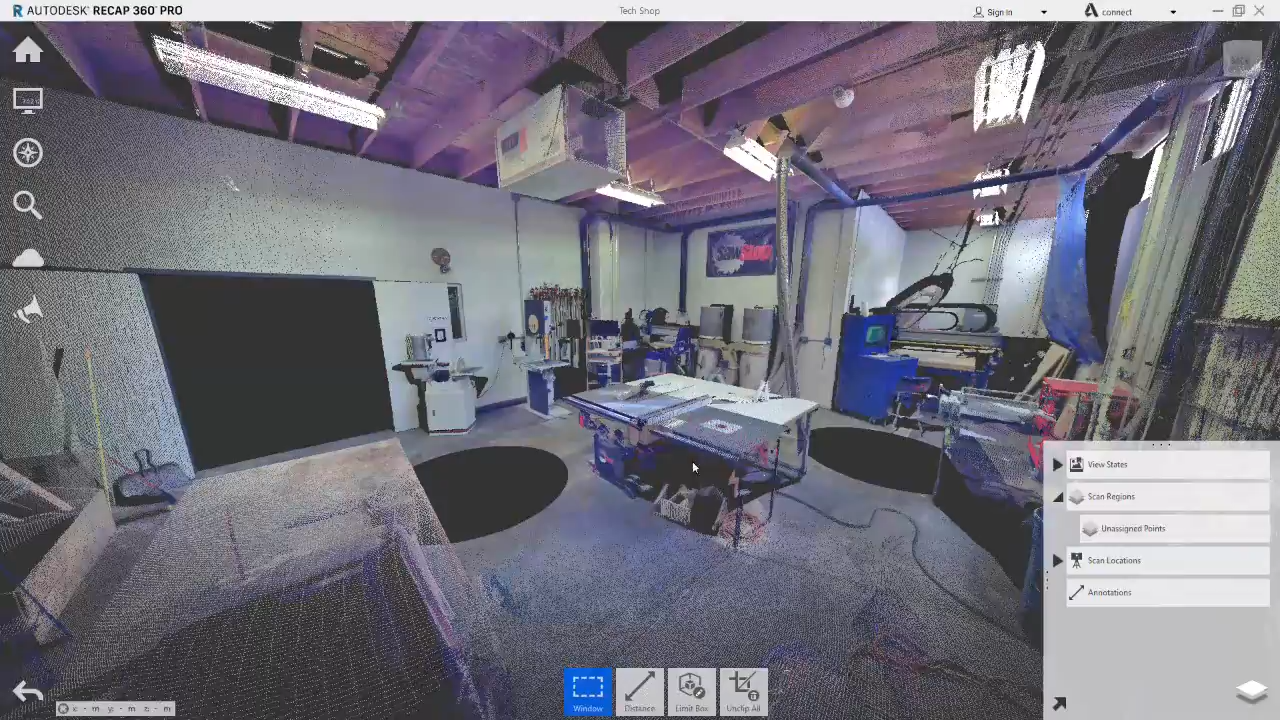 R AUTODESK® RECAP 360™ PRO
Tech Shop
Sign in
connect
View States
Scan Regions
Unassigned Points
Scan Locations
Annotations
Window
Distance
Limit Box
Unclip All
x: - m y: - m z: - m